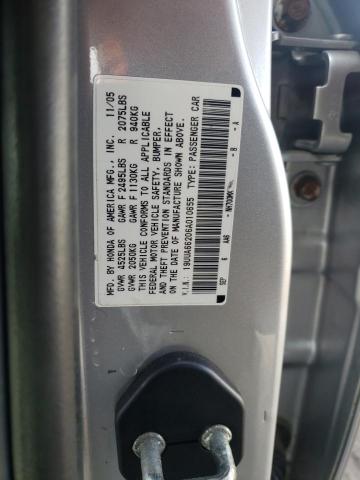 MFD. BY HONDA OF AMERICA MFG., INC. 11/05
GVWR 4525LBS GAWR F 2495LBS R 2075LBS
GVWR 2050KG GAWR F 1130KG R 940KG
THIS VEHICLE CONFORMS TO ALL APPLICABLE
FEDERAL MOTOR VEHICLE SAFETY, BUMPER,
AND THEFT PREVENTION STANDARDS IN EFFECT
ON THE DATE OF MANUFACTURE SHOWN ABOVE.
V.I.N.: 19UUA66206A010655 TYPE: PASSENGER CAR
- B - A